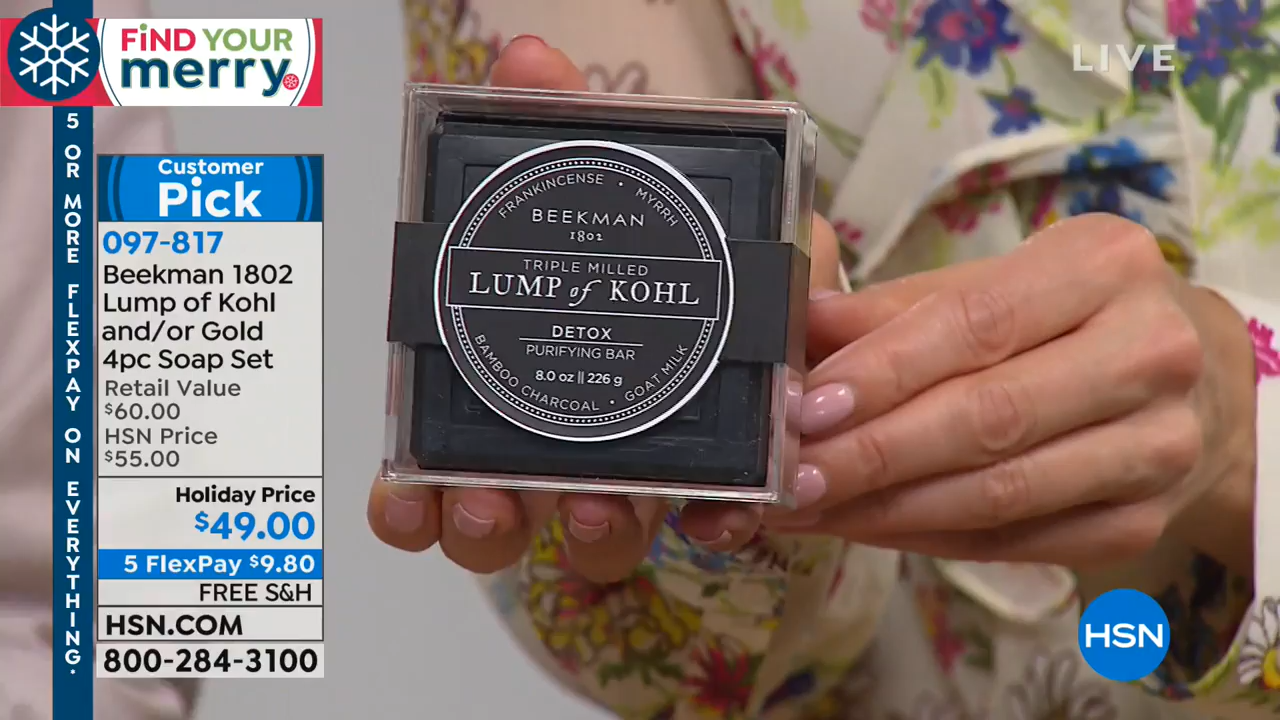 FiND YOUR
merry.
LIVE
5 OR MORE FLEXPAY ON EVERYTHING.
Customer
Pick
097-817
Beekman 1802
Lump of Kohl
and/or Gold
4pc Soap Set
Retail Value
$60.00
HSN Price
$55.00
Holiday Price
$49.00
5 FlexPay $9.80
FREE S&H
HSN.COM
800-284-3100
FRANKINCENSE • MYRRH
BEEKMAN
1802
TRIPLE MILLED
LUMP of KOHL
DETOX
PURIFYING BAR
8.0 oz || 226 g
BAMBOO CHARCOAL • GOAT MILK
HSN